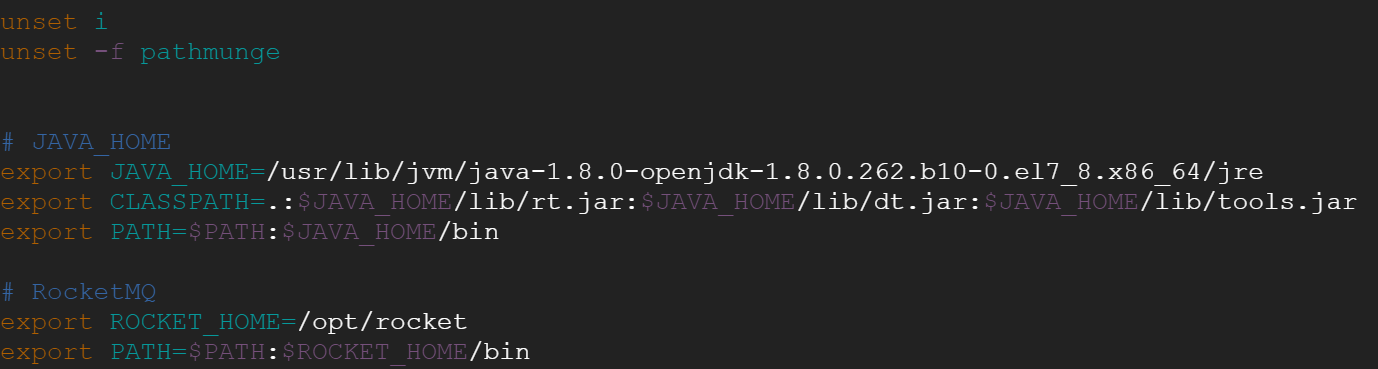 unset i
unset -f pathmunge
# JAVA_HOME
export JAVA_HOME=/usr/lib/jvm/java-1.8.0-openjdk-1.8.0.262.b10-0.el7_8.x86_64/jre
export CLASSPATH=.:$JAVA_HOME/lib/rt.jar:$JAVA_HOME/lib/dt.jar:$JAVA_HOME/lib/tools.jar
export PATH=$PATH:$JAVA_HOME/bin
# RocketMQ
export ROCKET_HOME=/opt/rocket
export PATH=$PATH:$ROCKET_HOME/bin